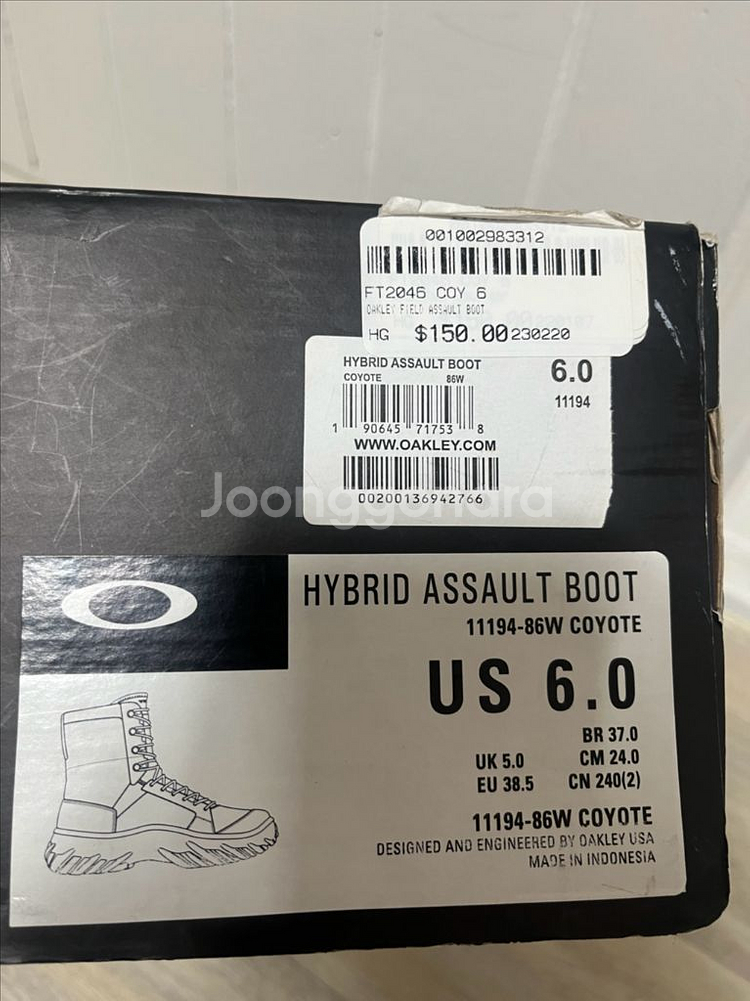 001002983312
FT2046 COY 6
OAKLEY FIELD ASSAULT BOOT
HG $150.00 230220
HYBRID ASSAULT BOOT
COYOTE 86W
6.0
11194
1 90645 71753 8
WWW.OAKLEY.COM
00200136942766
Joonggonara
HYBRID ASSAULT BOOT
11194-86W COYOTE
US 6.0
BR 37.0
UK 5.0 CM 24.0
EU 38.5 CN 240(2)
11194-86W COYOTE
DESIGNED AND ENGINEERED BY OAKLEY USA
MADE IN INDONESIA